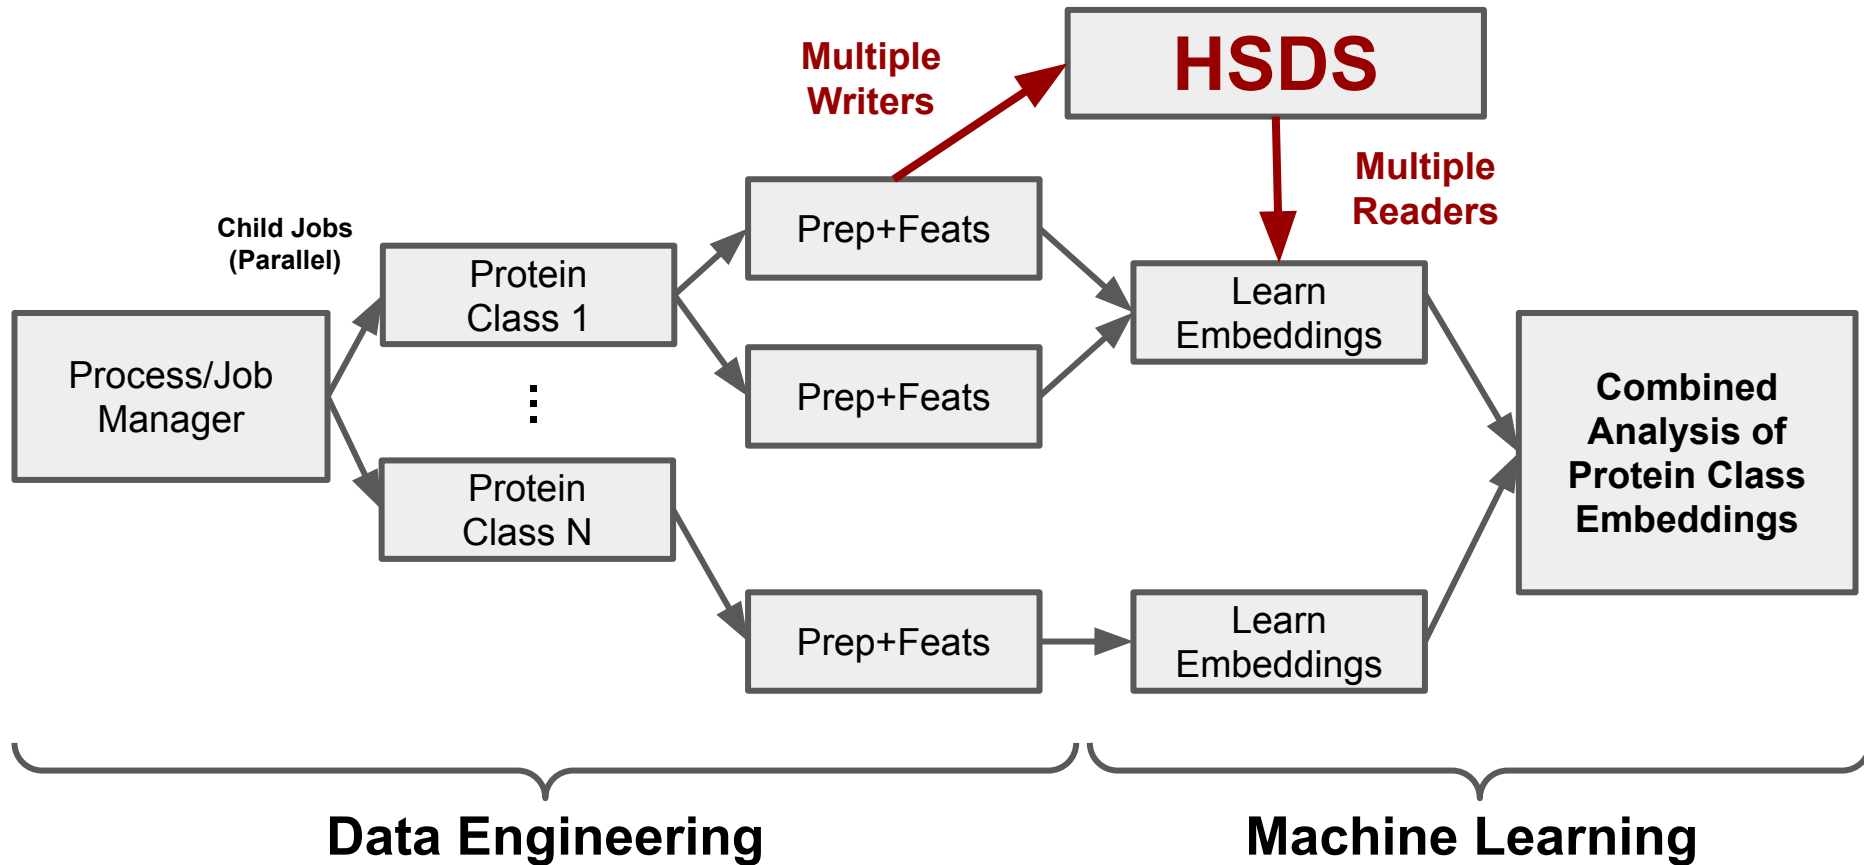 HSDS
Multiple
Writers
Multiple
Readers
Child Jobs
(Parallel)
Process/Job
Manager
Protein
Class 1
Protein
Class N
Prep+Feats
Prep+Feats
Prep+Feats
Learn
Embeddings
Learn
Embeddings
Combined
Analysis of
Protein Class
Embeddings
Data Engineering
Machine Learning